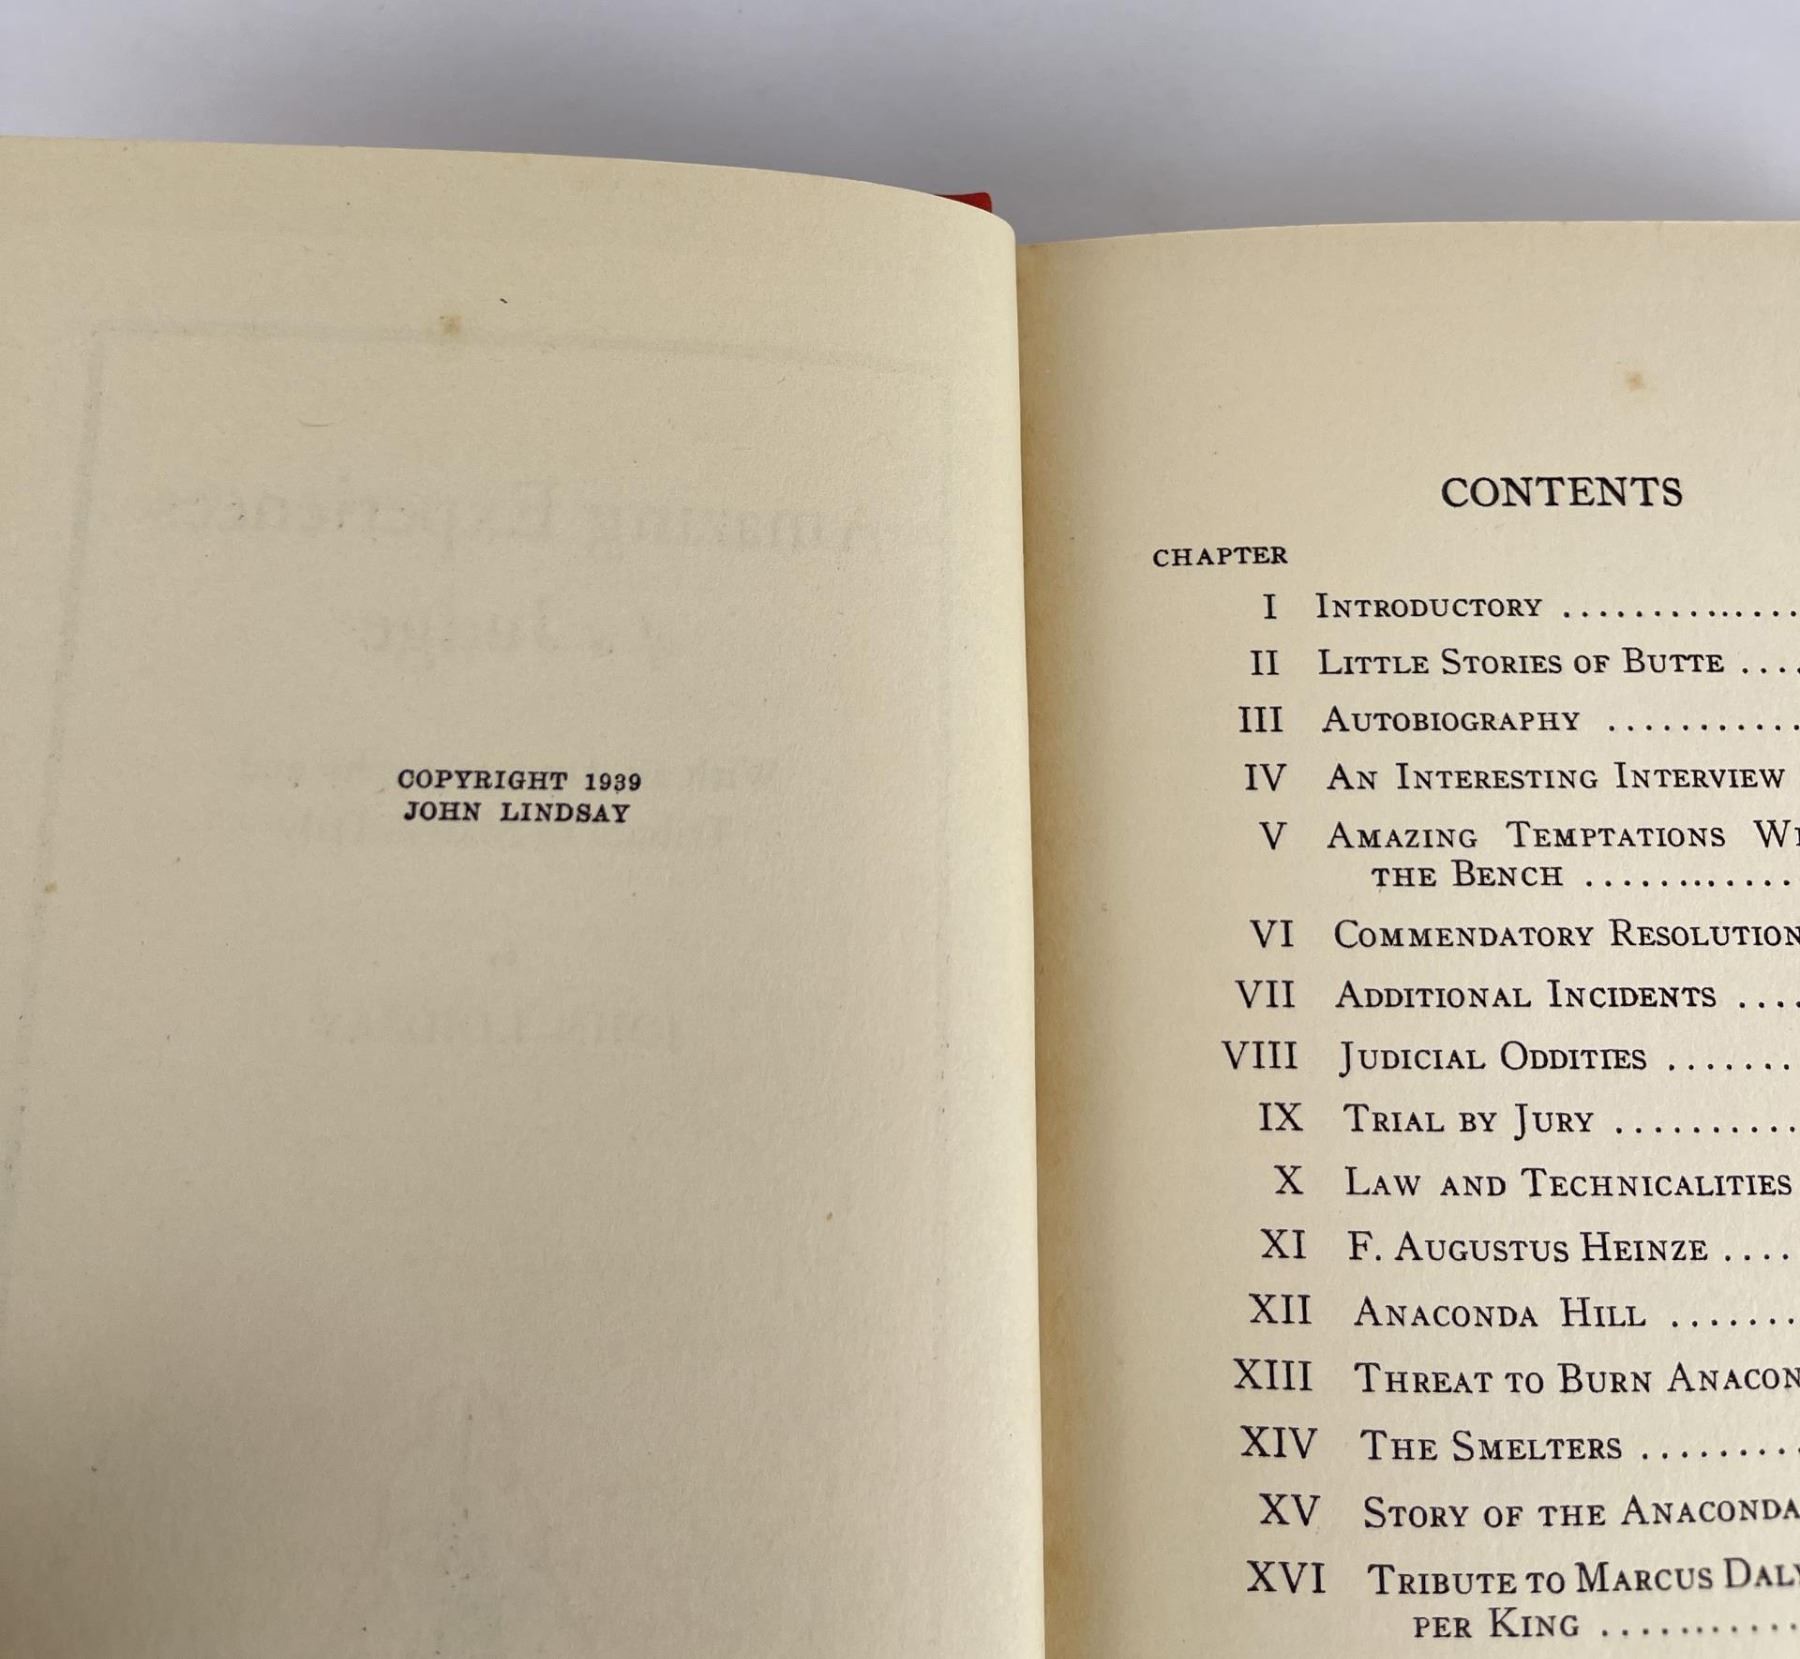 COPYRIGHT 1939
JOHN LINDSAY
CONTENTS
CHAPTER
I INTRODUCTORY ................
II LITTLE STORIES OF BUTTE ....
III AUTOBIOGRAPHY ............
IV AN INTERESTING INTERVIEW
V AMAZING TEMPTATIONS
THE BENCH ...............
VI COMMENDATORY RESOLUTION
VII ADDITIONAL INCIDENTS ....
VIII JUDICIAL ODDITIES .......
IX TRIAL BY JURY ..........
X LAW AND TECHNICALITIES
XI F. AUGUSTUS HEINZE ....
XII ANACONDA HILL .......
XIII THREAT TO BURN ANACON
XIV THE SMELTERS .........
XV STORY OF THE ANACONDA
XVI TRIBUTE TO MARCUS DALY
PER KING .............